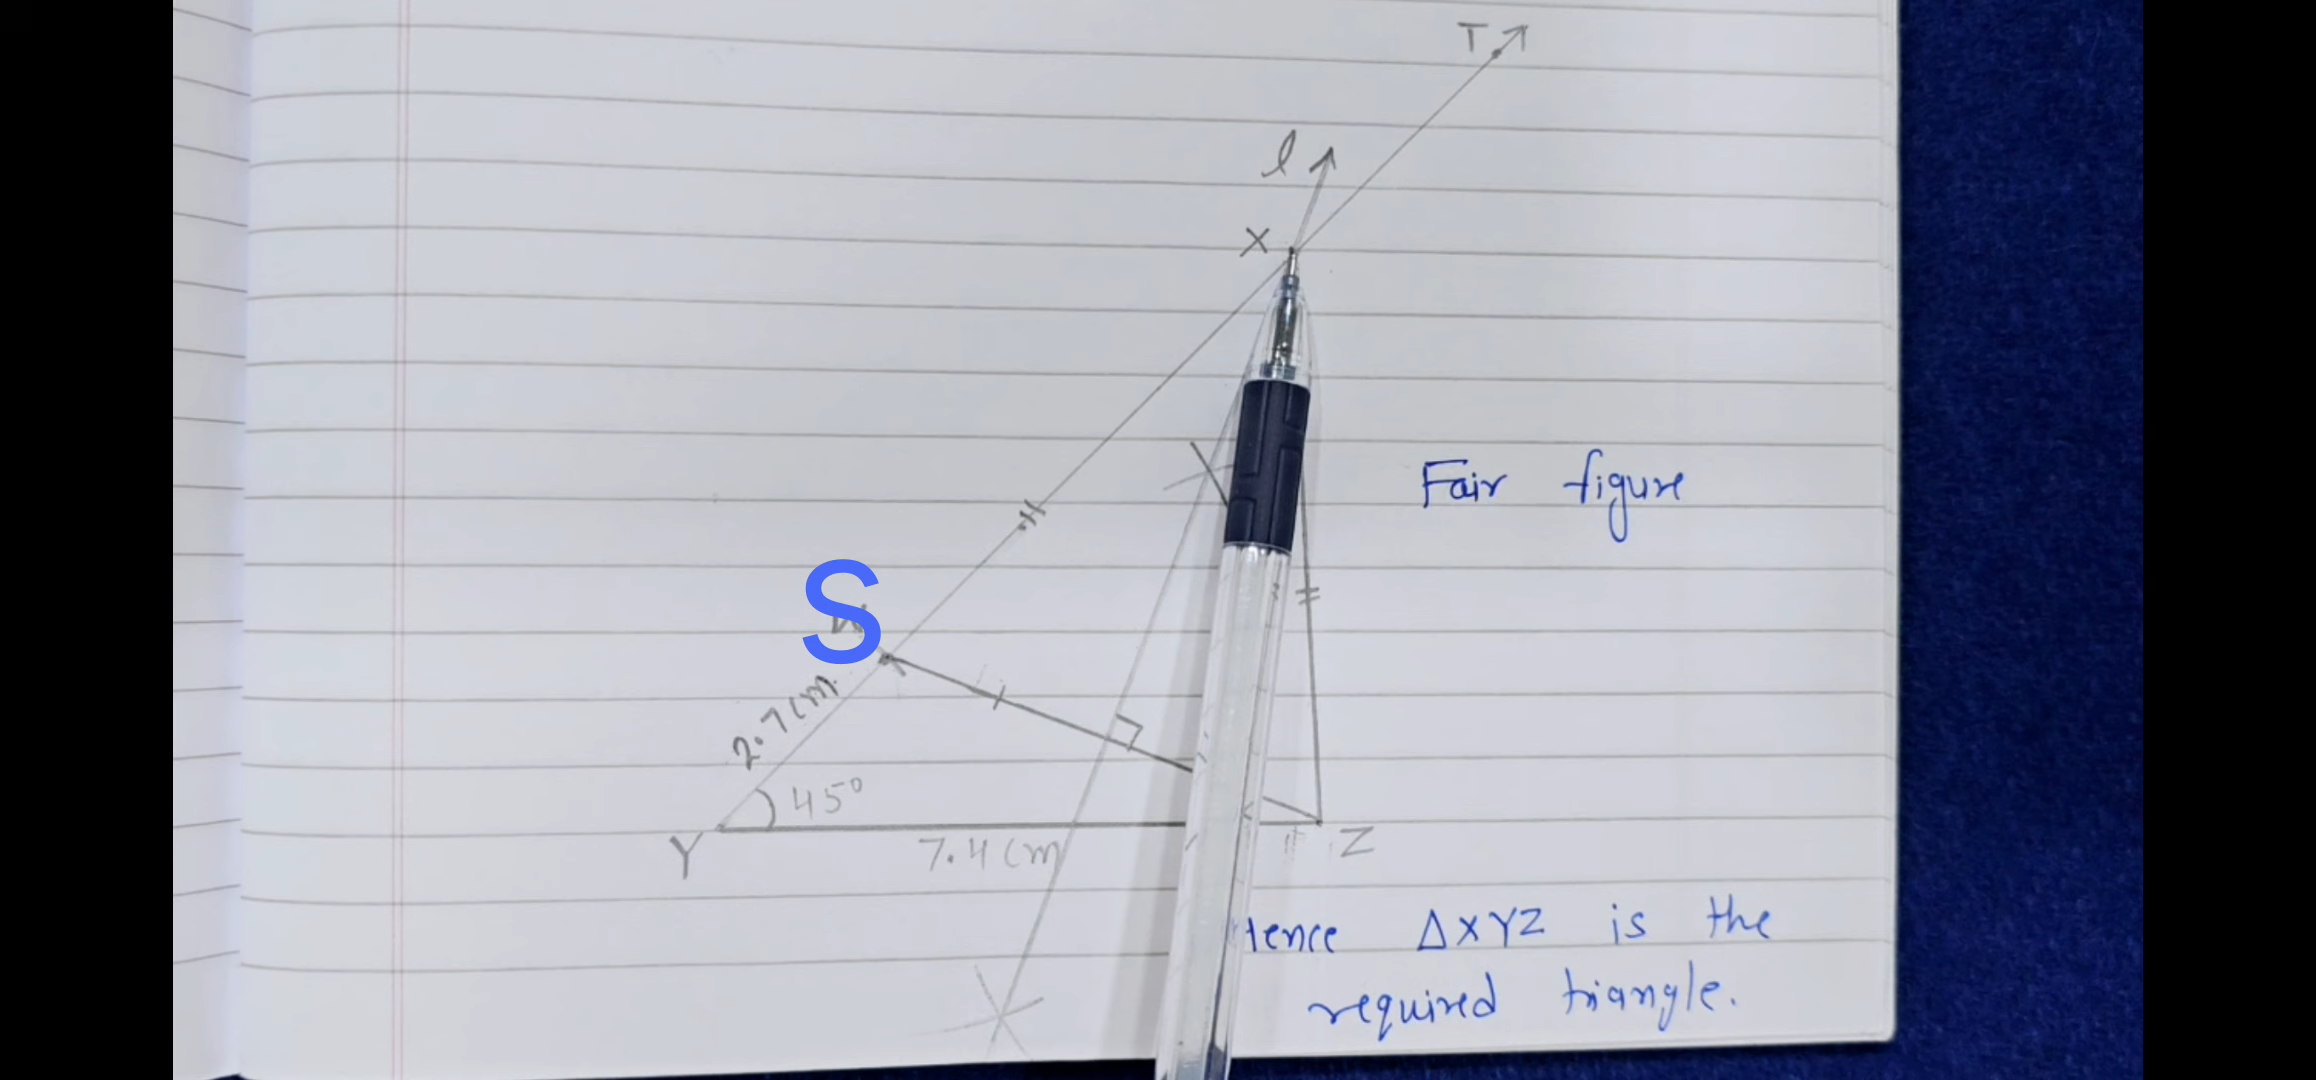 T
l
X
Fair figure
S
2.7 cm
45°
Y
7.4 cm
Z
Hence ΔXYZ is the
required triangle.